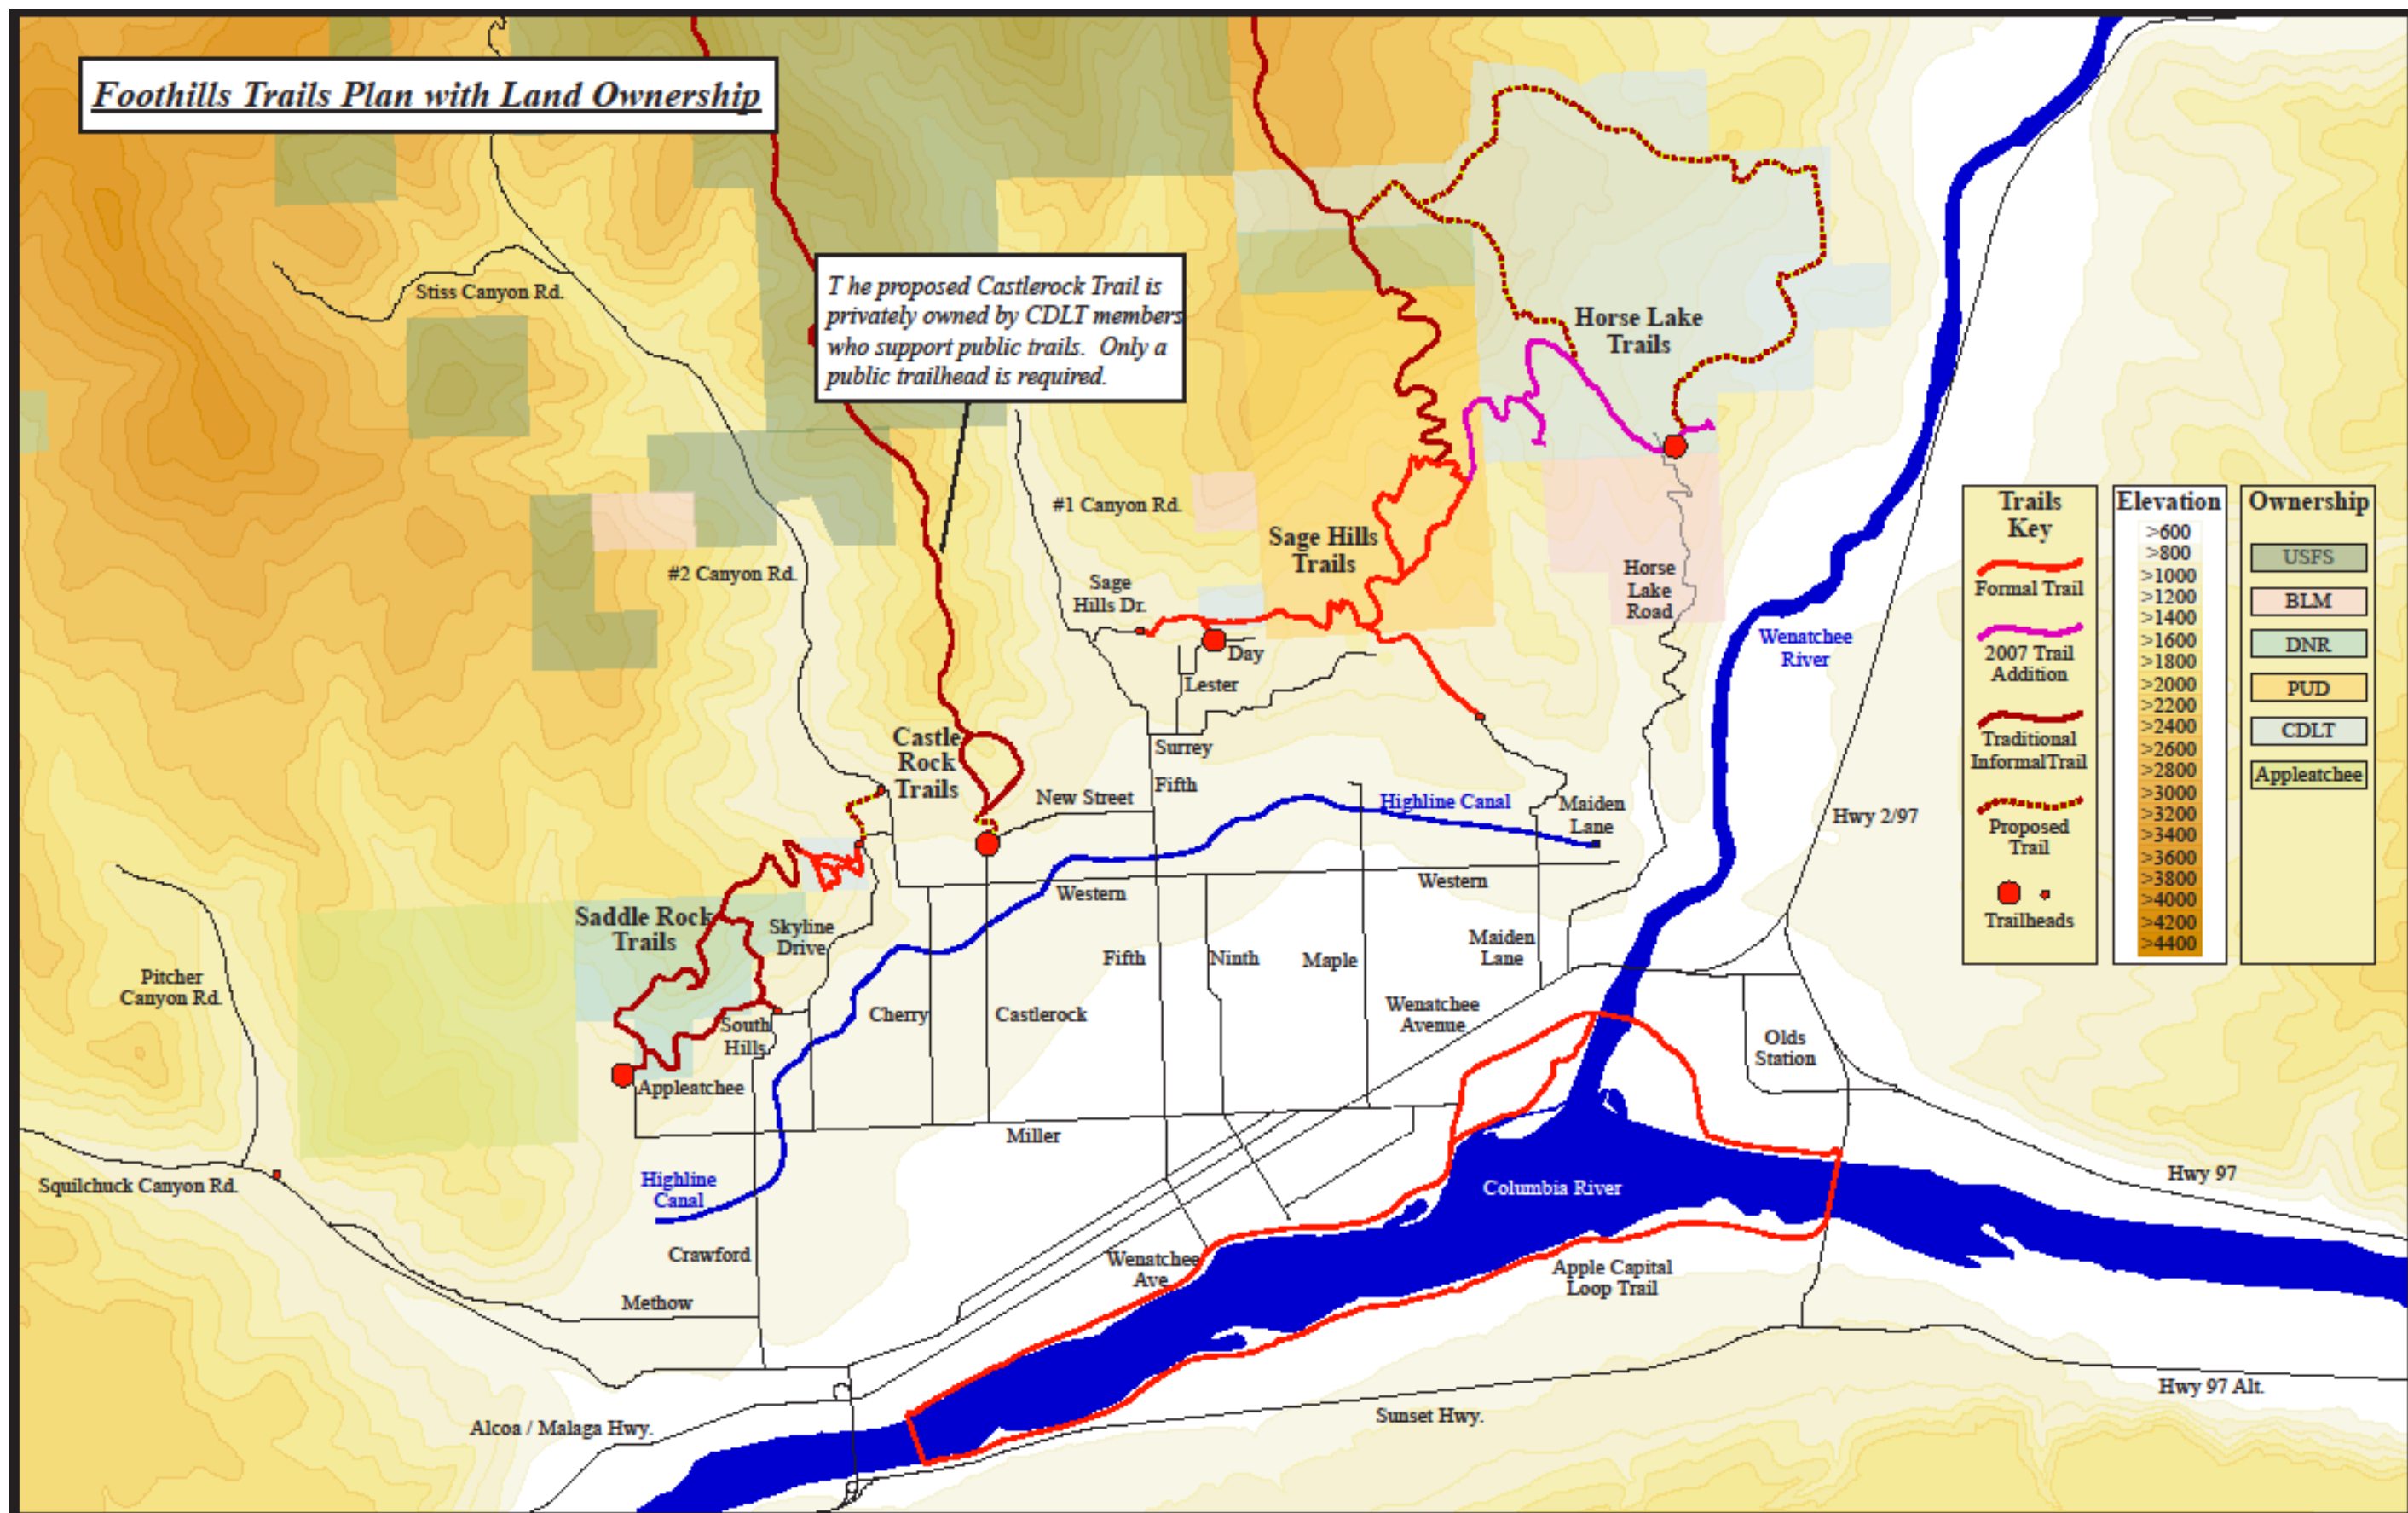 Foothills Trails Plan with Land Ownership
Stiss Canyon Rd.
T he proposed Castlerock Trail is
privately owned by CDLT members
who support public trails.  Only a
public trailhead is required.
Horse Lake
Trails
#1 Canyon Rd.
Sage Hills
Trails
#2 Canyon Rd.
Sage
Hills Dr.
Horse
Lake
Road
Day
Lester
Wenatchee
River
Castle
Rock
Trails
Surrey
Fifth
New Street
Highline Canal
Maiden
Lane
Hwy 2/97
Western
Western
Saddle Rock
Trails
Skyline
Drive
Pitcher
Canyon Rd.
Fifth
Ninth
Maple
Maiden
Lane
Cherry
Castlerock
Wenatchee
Avenue
South
Hills
Olds
Station
Appleatchee
Miller
Squilchuck Canyon Rd.
Highline
Canal
Columbia River
Hwy 97
Crawford
Wenatchee
Ave
Apple Capital
Loop Trail
Methow
Hwy 97 Alt.
Alcoa / Malaga Hwy.
Sunset Hwy.
Trails
Key
Formal Trail
2007 Trail
Addition
Traditional
InformalTrail
Proposed
Trail
Trailheads
Elevation
>600
>800
>1000
>1200
>1400
>1600
>1800
>2000
>2200
>2400
>2600
>2800
>3000
>3200
>3400
>3600
>3800
>4000
>4200
>4400
Ownership
USFS
BLM
DNR
PUD
CDLT
Appleatchee